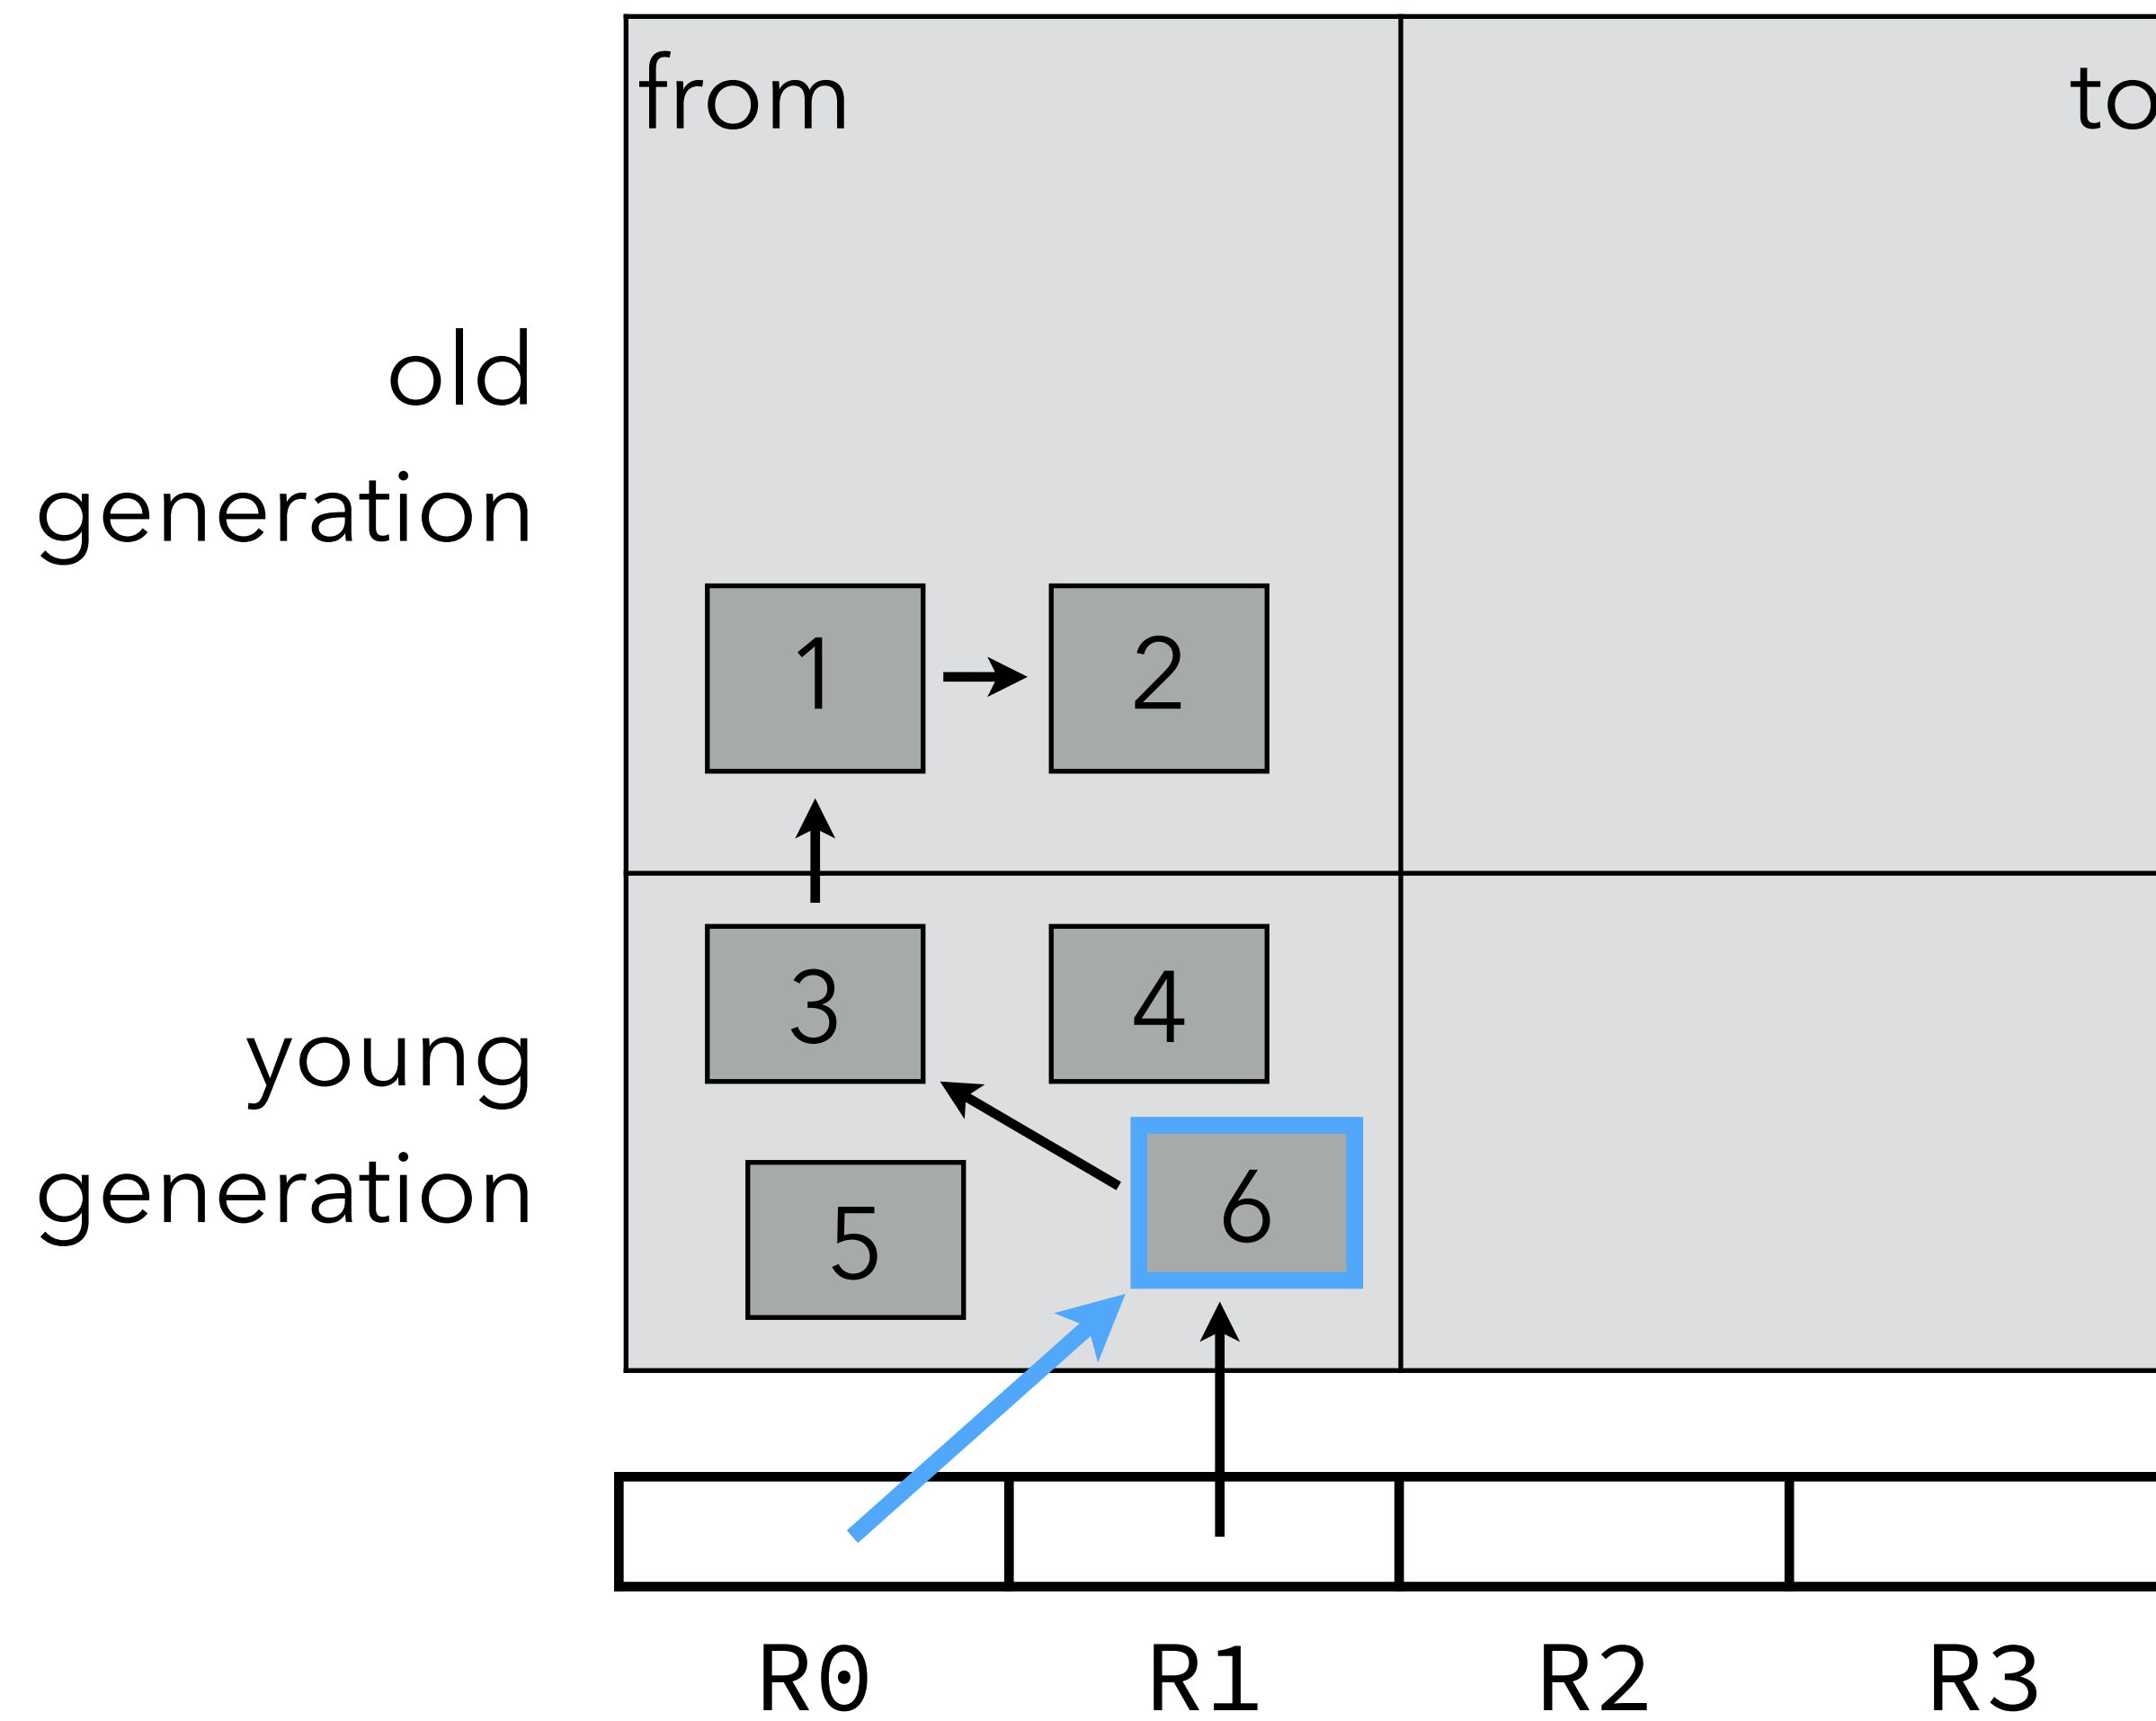 from
to
old
generation
1
2
young
generation
3
4
5
6
R0
R1
R2
R3